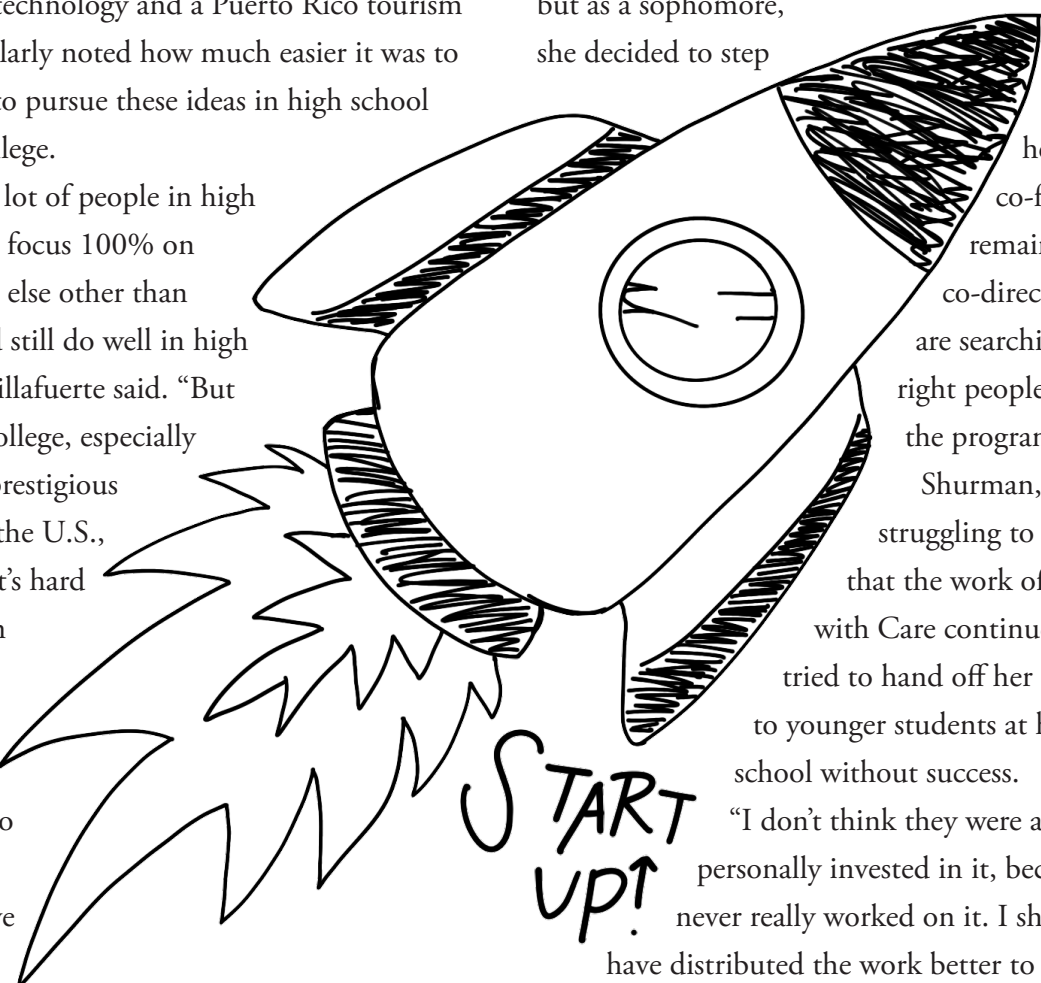 technology and a Puerto Rico tourism
larly noted how much easier it was to
to pursue these ideas in high school
lege.
lot of people in high
focus 100% on
else other than
still do well in high
illafuerte said. “But
ollege, especially
prestigious
the U.S.,
t’s hard
o
ve
but as a sophomore,
she decided to step
co-f
remain
co-direc
are searchi
right people
the program
Shurman,
struggling to
that the work of
with Care continue
tried to hand off her
to younger students at
school without success.
“I don’t think they were a
personally invested in it, bec
never really worked on it. I sh
have distributed the work better to
START
UP!